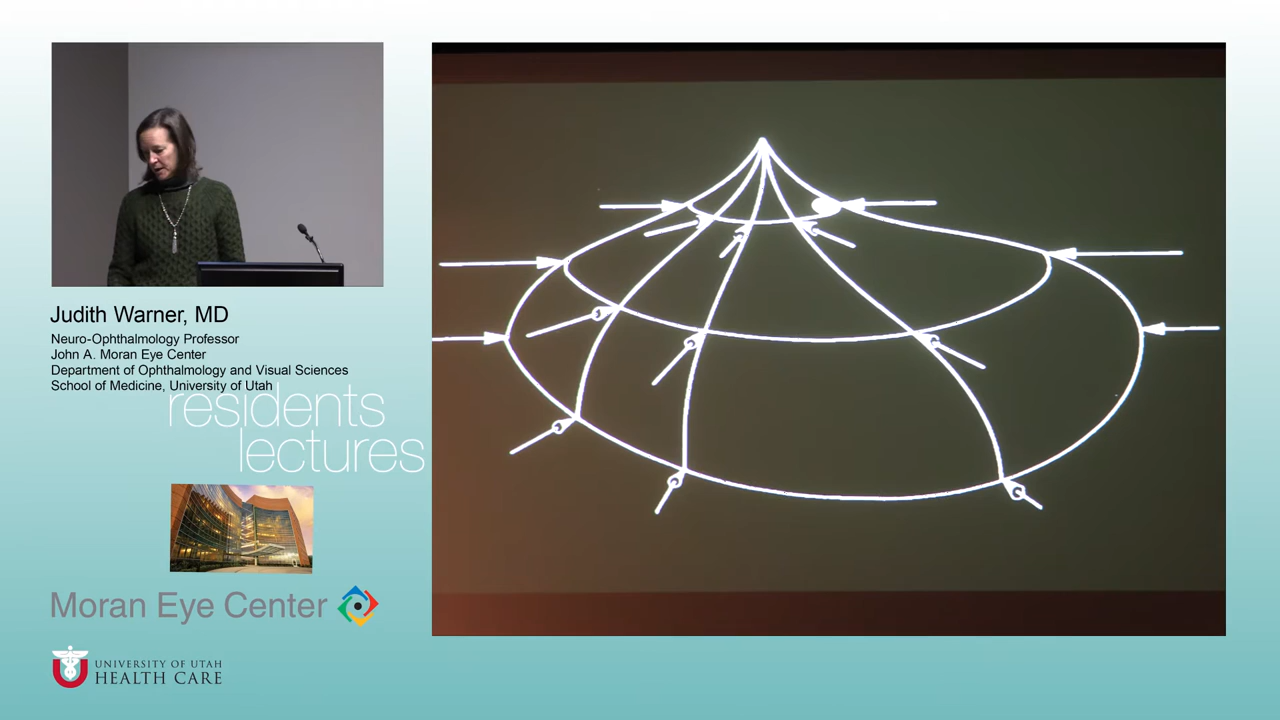 Judith Warner, MD
Neuro-Ophthalmology Professor
John A. Moran Eye Center
Department of Ophthalmology and Visual Sciences
School of Medicine, University of Utah
residents
lectures
Moran Eye Center
UNIVERSITY OF UTAH
HEALTH CARE